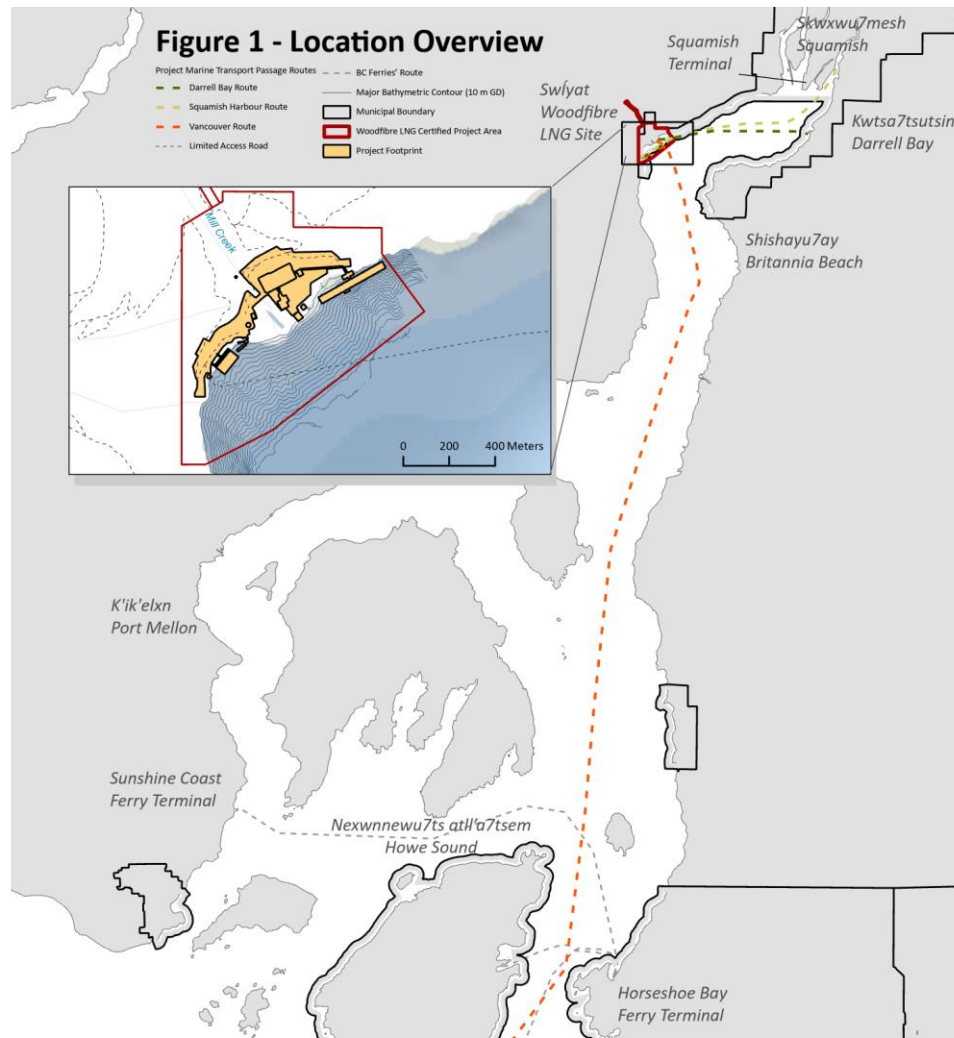 Figure 1 - Location Overview
Project Marine Transport Passage Routes
Darrell Bay Route
Squamish Harbour Route
Vancouver Route
Limited Access Road
BC Ferries' Route
Major Bathymetric Contour (10 m GD)
Municipal Boundary
Woodfibre LNG Certified Project Area
Project Footprint
Skwxwu7mesh
Squamish
Squamish
Terminal
Swíyat
Woodfibre
LNG Site
Kwtsa7tsutsin
Darrell Bay
Shishayu7ay
Britannia Beach
Mill Creek
0 200 400 Meters
K'ik'elxn
Port Mellon
Sunshine Coast
Ferry Terminal
Nexwnnewu7ts atll'a7tsem
Howe Sound
Horseshoe Bay
Ferry Terminal